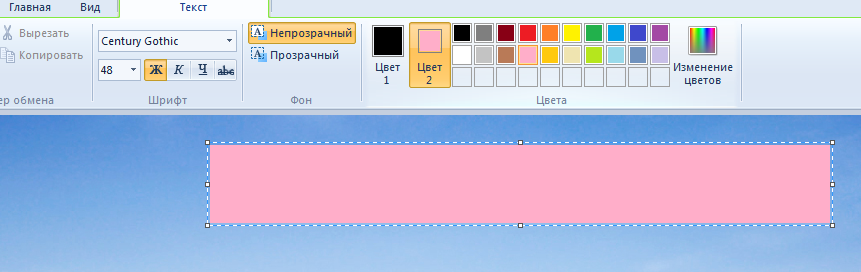 Главная Вид Текст
Вырезать
Копировать
ер обмена
Century Gothic
48 Ж К Ч abc
Шрифт
Непрозрачный
Прозрачный
Фон
Цвет 1
Цвет 2
Изменение цветов
Цвета